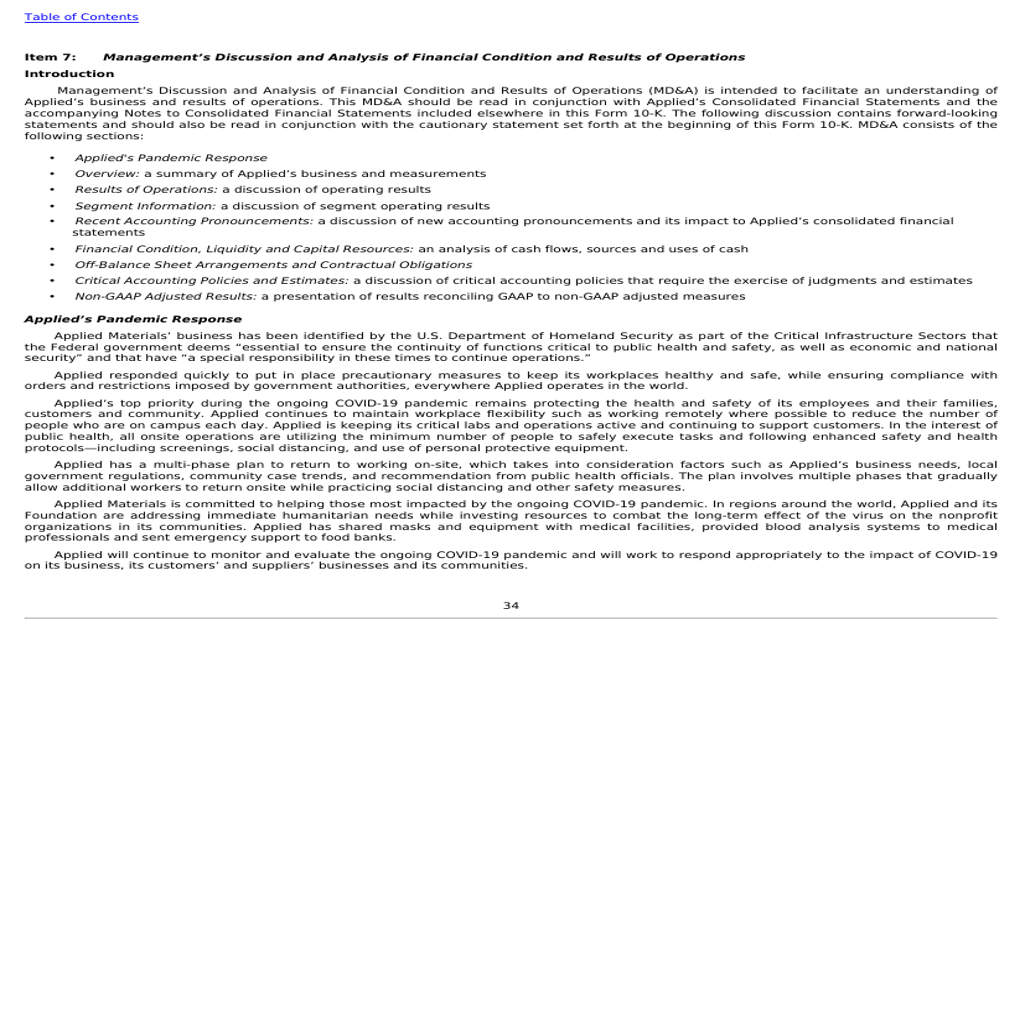 Table of Contents
Item 7: Management’s Discussion and Analysis of Financial Condition and Results of Operations
Introduction
Management’s Discussion and Analysis of Financial Condition and Results of Operations (MD&A) is intended to facilitate an understanding of
Applied’s business and results of operations. This MD&A should be read in conjunction with Applied’s Consolidated Financial Statements and the
accompanying Notes to Consolidated Financial Statements included elsewhere in this Form 10-K. The following discussion contains forward-looking
statements and should also be read in conjunction with the cautionary statement set forth at the beginning of this Form 10-K. MD&A consists of the
following sections:
• Applied's Pandemic Response
• Overview: a summary of Applied’s business and measurements
• Results of Operations: a discussion of operating results
• Segment Information: a discussion of segment operating results
• Recent Accounting Pronouncements: a discussion of new accounting pronouncements and its impact to Applied’s consolidated financial
statements
• Financial Condition, Liquidity and Capital Resources: an analysis of cash flows, sources and uses of cash
• Off-Balance Sheet Arrangements and Contractual Obligations
• Critical Accounting Policies and Estimates: a discussion of critical accounting policies that require the exercise of judgments and estimates
• Non-GAAP Adjusted Results: a presentation of results reconciling GAAP to non-GAAP adjusted measures
Applied’s Pandemic Response
Applied Materials’ business has been identified by the U.S. Department of Homeland Security as part of the Critical Infrastructure Sectors that
the Federal government deems “essential to ensure the continuity of functions critical to public health and safety, as well as economic and national
security” and that have “a special responsibility in these times to continue operations.”
Applied responded quickly to put in place precautionary measures to keep its workplaces healthy and safe, while ensuring compliance with
orders and restrictions imposed by government authorities, everywhere Applied operates in the world.
Applied’s top priority during the ongoing COVID-19 pandemic remains protecting the health and safety of its employees and their families,
customers and community. Applied continues to maintain workplace flexibility such as working remotely where possible to reduce the number of
people who are on campus each day. Applied is keeping its critical labs and operations active and continuing to support customers. In the interest of
public health, all onsite operations are utilizing the minimum number of people to safely execute tasks and following enhanced safety and health
protocols—including screenings, social distancing, and use of personal protective equipment.
Applied has a multi-phase plan to return to working on-site, which takes into consideration factors such as Applied’s business needs, local
government regulations, community case trends, and recommendation from public health officials. The plan involves multiple phases that gradually
allow additional workers to return onsite while practicing social distancing and other safety measures.
Applied Materials is committed to helping those most impacted by the ongoing COVID-19 pandemic. In regions around the world, Applied and its
Foundation are addressing immediate humanitarian needs while investing resources to combat the long-term effect of the virus on the nonprofit
organizations in its communities. Applied has shared masks and equipment with medical facilities, provided blood analysis systems to medical
professionals and sent emergency support to food banks.
Applied will continue to monitor and evaluate the ongoing COVID-19 pandemic and will work to respond appropriately to the impact of COVID-19
on its business, its customers’ and suppliers’ businesses and its communities.
34